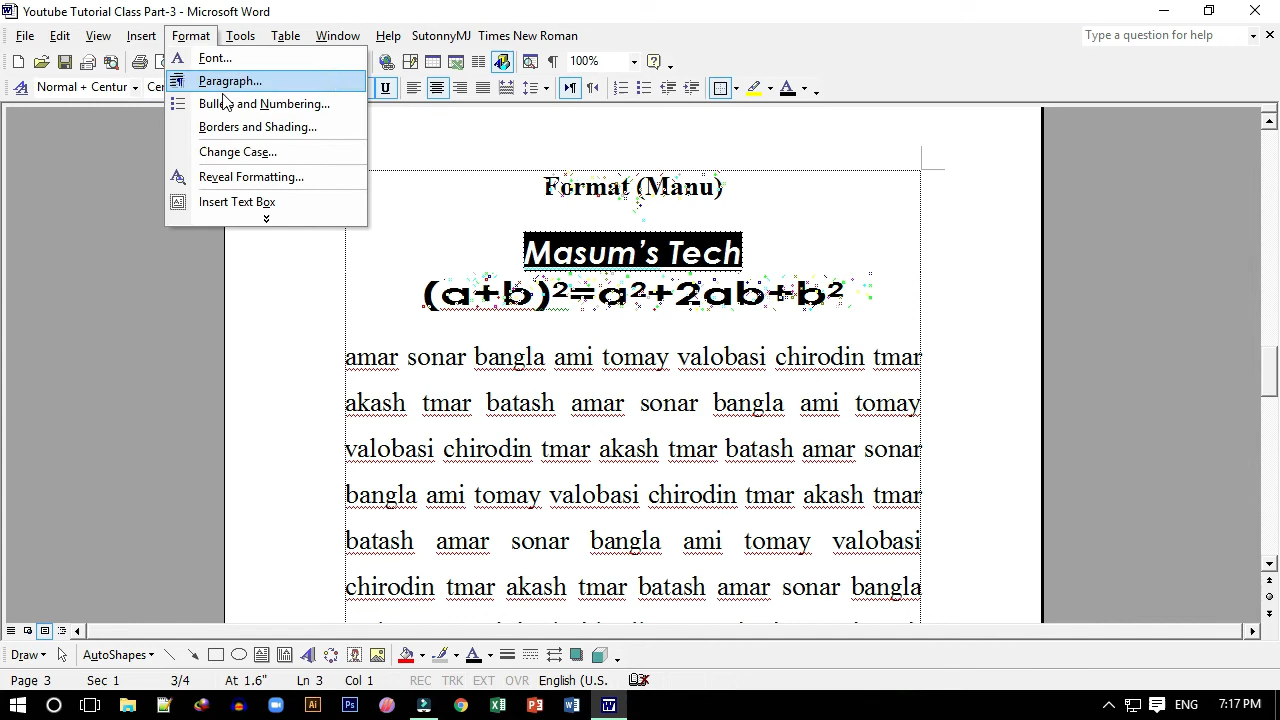 Youtube Tutorial Class Part-3 - Microsoft Word
File Edit View Insert Format Tools Table Window Help SutonnyMJ Times New Roman Type a question for help
Font...
100%
Paragraph...
Normal + Centur Cen U A
Bullets and Numbering...
Borders and Shading...
Change Case...
Reveal Formatting...
Insert Text Box
Format (Manu)
Masum's Tech
(a+b)²=a²+2ab+b²
amar sonar bangla ami tomay valobasi chirodin tmar
akash tmar batash amar sonar bangla ami tomay
valobasi chirodin tmar akash tmar batash amar sonar
bangla ami tomay valobasi chirodin tmar akash tmar
batash amar sonar bangla ami tomay valobasi
chirodin tmar akash tmar batash amar sonar bangla
Draw AutoShapes
Page 3 Sec 1 3/4 At 1.6" Ln 3 Col 1 REC TRK EXT OVR English (U.S.
ENG 7:17 PM